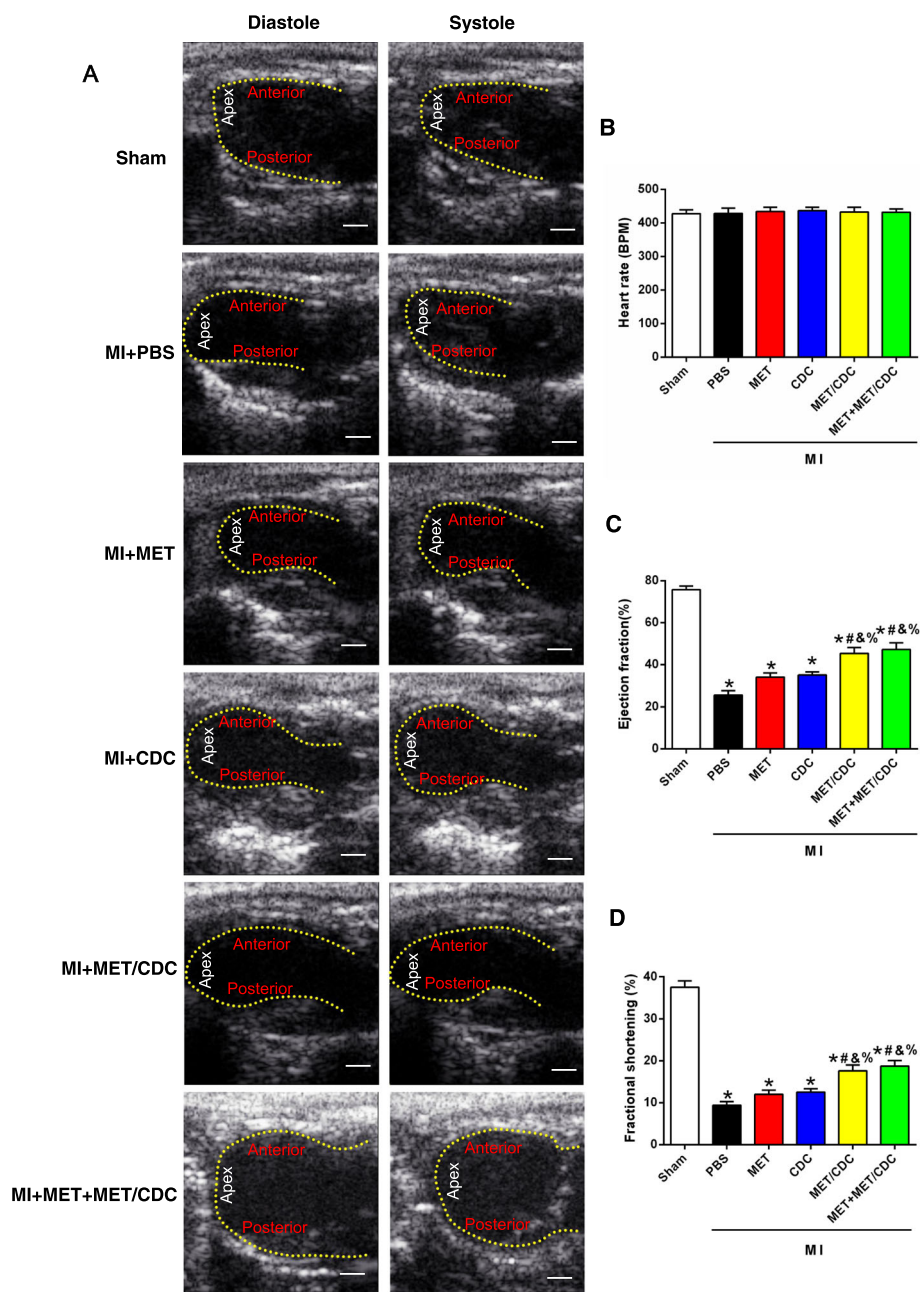 Diastole Systole
A
Sham
Apex Anterior Posterior
Apex Anterior Posterior
MI+PBS
Apex Anterior Posterior
Apex Anterior Posterior
MI+MET
Apex Anterior Posterior
Apex Anterior Posterior
MI+CDC
Apex Anterior Posterior
Apex Anterior Posterior
MI+MET/CDC
Apex Anterior Posterior
Apex Anterior Posterior
MI+MET+MET/CDC
Apex Anterior Posterior
Apex Anterior Posterior
B
Heart rate (BPM)
500
400
300
200
100
0
Sham PBS MET CDC MET/CDC MET+MET/CDC
MI
C
Ejection fraction(%)
80
60
40
20
0
* * * *#&% *#&%
Sham PBS MET CDC MET/CDC MET+MET/CDC
MI
D
Fractional shortening (%)
40
30
20
10
0
* * * *#&% *#&%
Sham PBS MET CDC MET/CDC MET+MET/CDC
MI